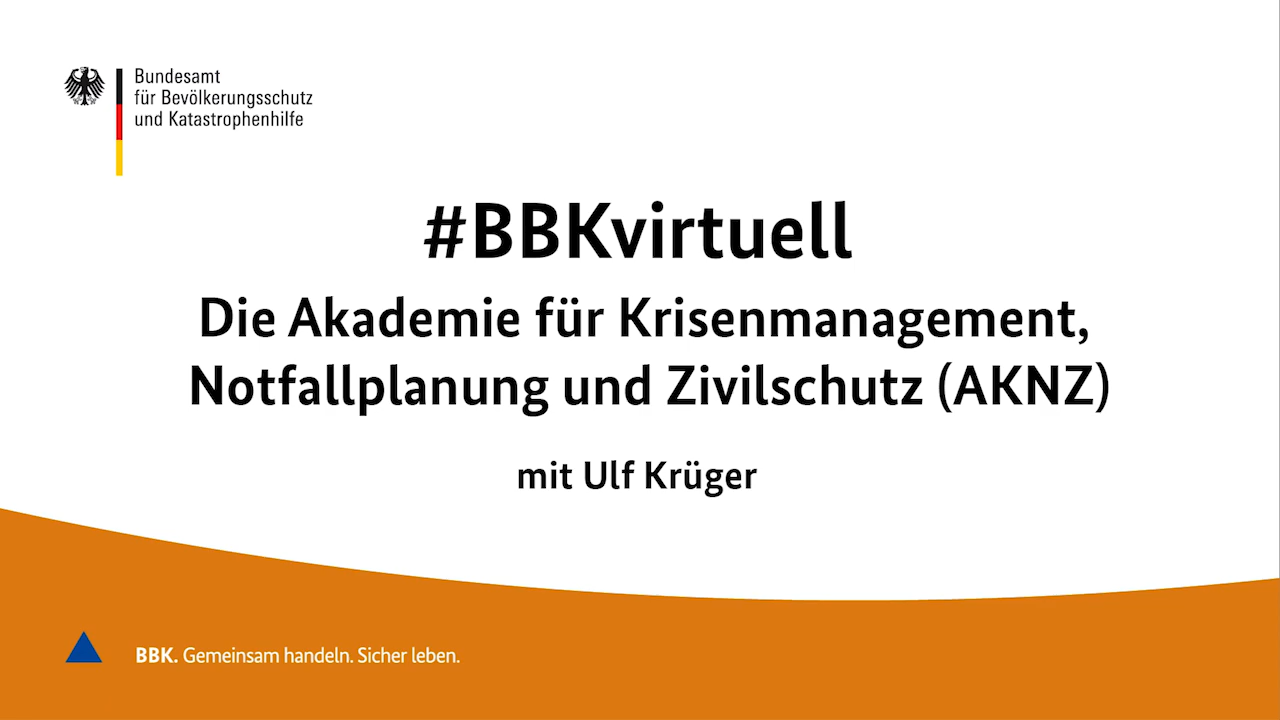 Bundesamt
für Bevölkerungsschutz
und Katastrophenhilfe
#BBKvirtuell
Die Akademie für Krisenmanagement,
Notfallplanung und Zivilschutz (AKNZ)
mit Ulf Krüger
BBK. Gemeinsam handeln. Sicher leben.